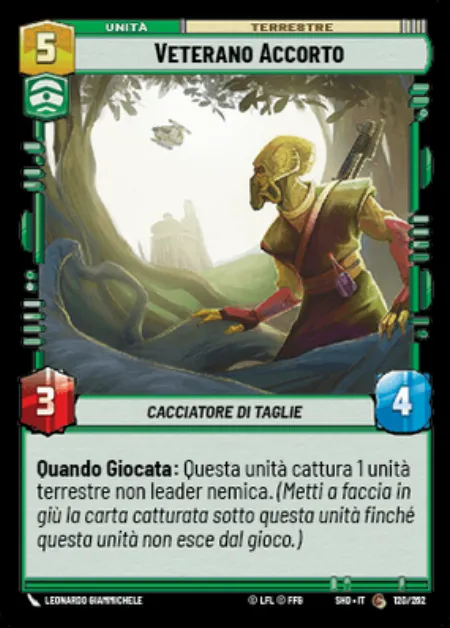 UNITÀ
TERRESTRE
5
VETERANO ACCORTO
3
CACCIATORE DI TAGLIE
4
Quando Giocata: Questa unità cattura 1 unità
terrestre non leader nemica. (Metti a faccia in
giù la carta catturata sotto questa unità finché
questa unità non esce dal gioco.)
LEONARDO GIAMMICHELE
© LFL © FFG
SHD • IT
120/262